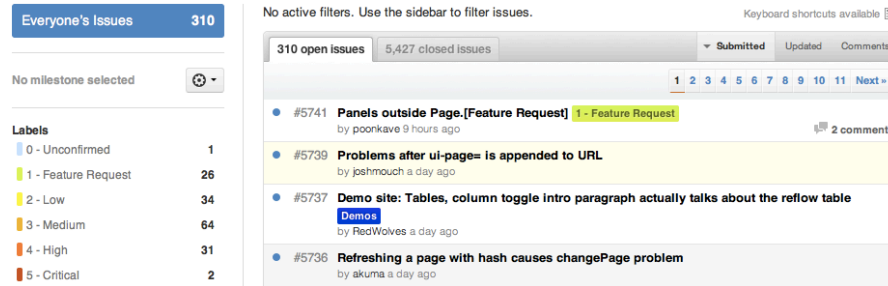 Everyone's Issues 310
No milestone selected
Labels
0 - Unconfirmed 1
1 - Feature Request 26
2 - Low 34
3 - Medium 64
4 - High 31
5 - Critical 2
No active filters. Use the sidebar to filter issues.
Keyboard shortcuts available
310 open issues 5,427 closed issues
Submitted Updated Comments
1 2 3 4 5 6 7 8 9 10 11 Next »
#5741 Panels outside Page.[Feature Request] 1 - Feature Request
by poonkave 9 hours ago 2 comment
#5739 Problems after ui-page= is appended to URL
by joshmouch a day ago
#5737 Demo site: Tables, column toggle intro paragraph actually talks about the reflow table
Demos
by RedWolves a day ago
#5736 Refreshing a page with hash causes changePage problem
by akuma a day ago